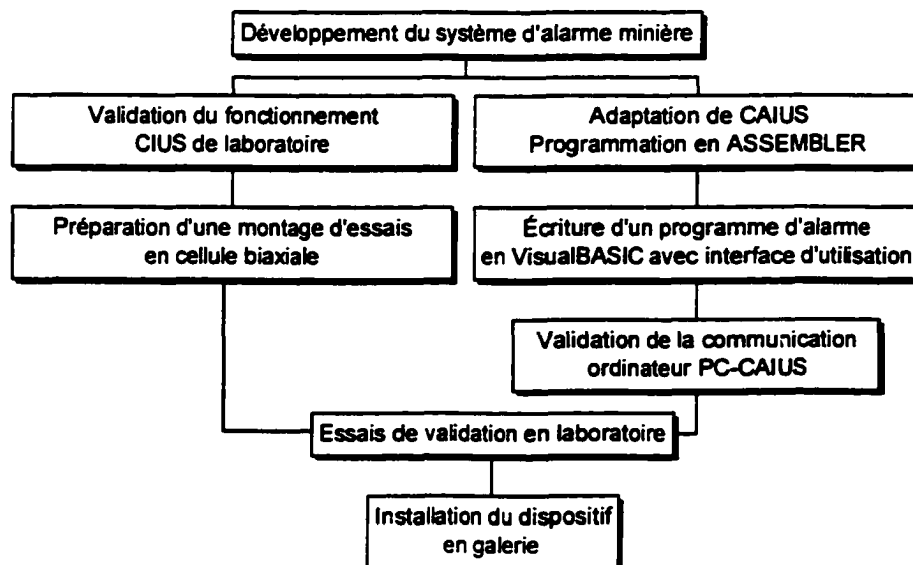 Développement du système d'alarme minière
Validation du fonctionnement
CIUS de laboratoire
Adaptation de CAIUS
Programmation en ASSEMBLER
Préparation d'une montage d'essais
en cellule biaxiale
Écriture d'un programme d'alarme
en VisualBASIC avec interface d'utilisation
Validation de la communication
ordinateur PC-CAIUS
Essais de validation en laboratoire
Installation du dispositif
en galerie